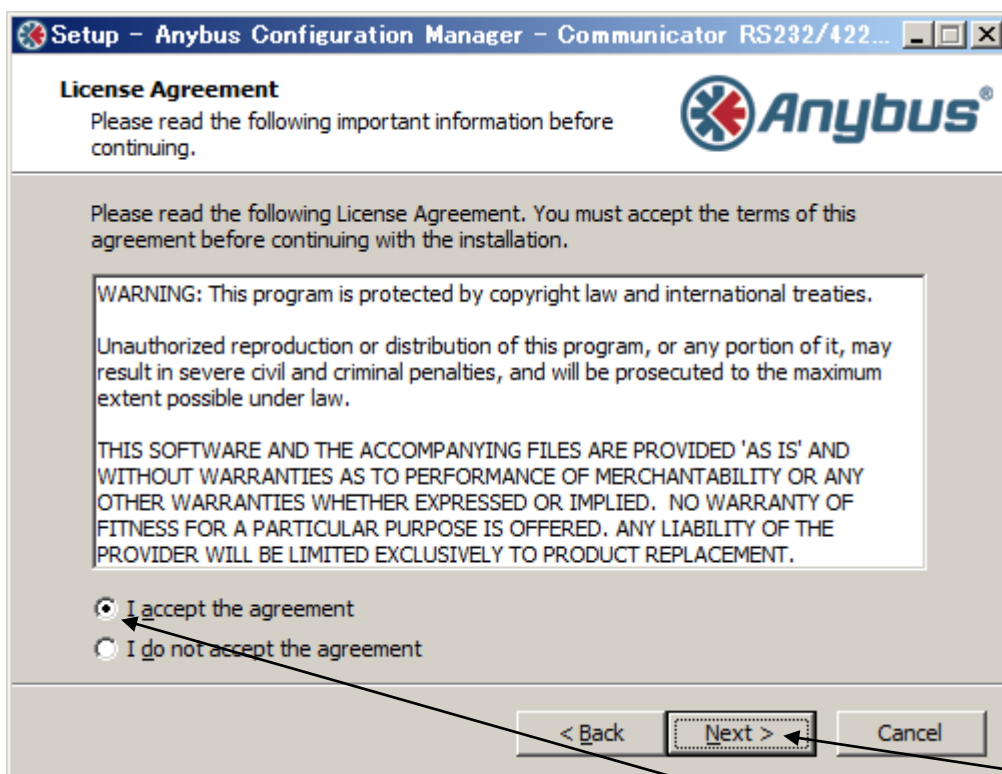 Setup - Anybus Configuration Manager - Communicator RS232/422...
License Agreement
Please read the following important information before
continuing.
Anybus®
Please read the following License Agreement. You must accept the terms of this
agreement before continuing with the installation.
WARNING: This program is protected by copyright law and international treaties.
Unauthorized reproduction or distribution of this program, or any portion of it, may
result in severe civil and criminal penalties, and will be prosecuted to the maximum
extent possible under law.
THIS SOFTWARE AND THE ACCOMPANYING FILES ARE PROVIDED 'AS IS' AND
WITHOUT WARRANTIES AS TO PERFORMANCE OF MERCHANTABILITY OR ANY
OTHER WARRANTIES WHETHER EXPRESSED OR IMPLIED.  NO WARRANTY OF
FITNESS FOR A PARTICULAR PURPOSE IS OFFERED. ANY LIABILITY OF THE
PROVIDER WILL BE LIMITED EXCLUSIVELY TO PRODUCT REPLACEMENT.
I accept the agreement
I do not accept the agreement
< Back Next > Cancel